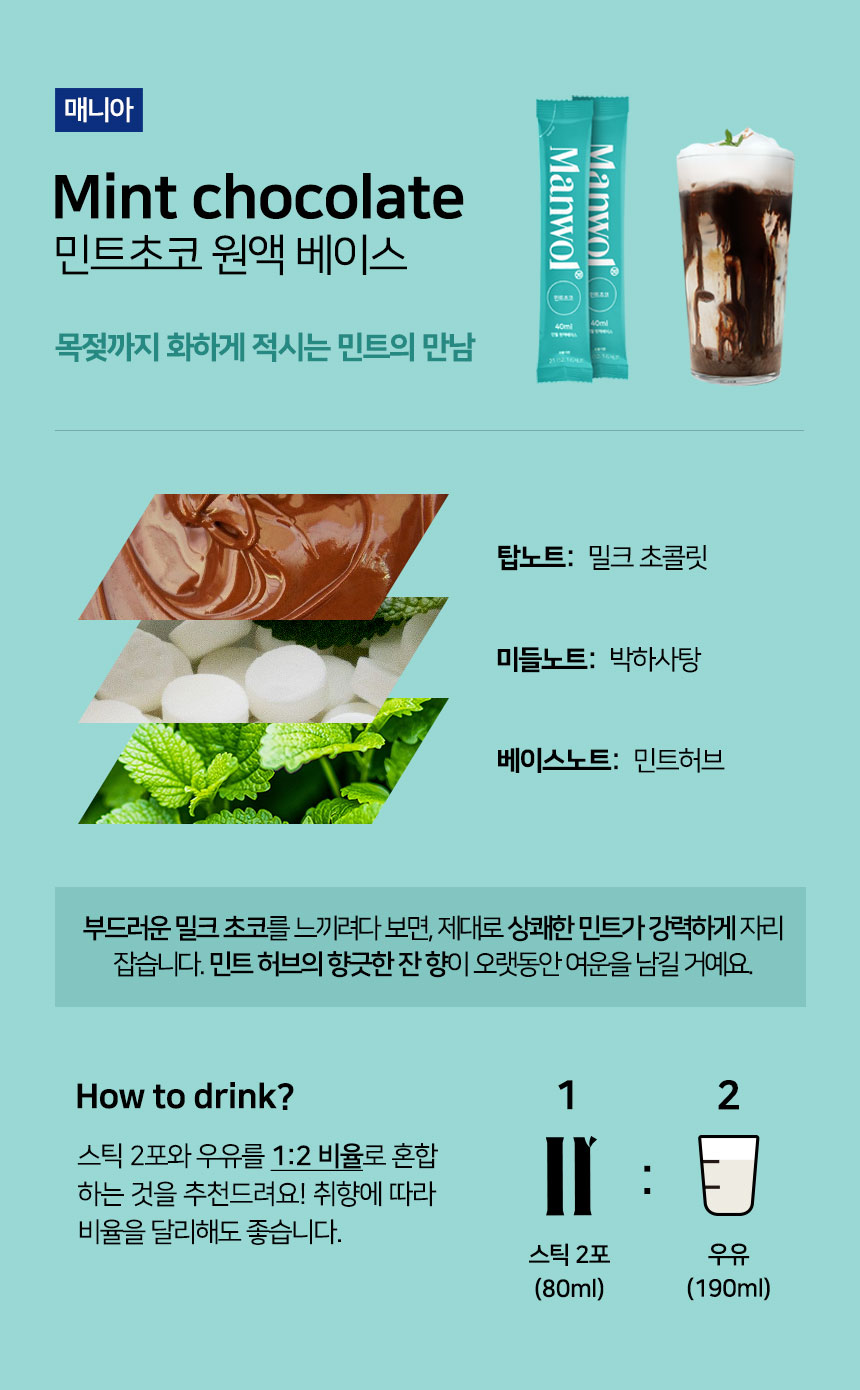 매니아
Mint chocolate
민트초코 원액 베이스
목젖까지 화하게 적시는 민트의 만남
Manwol
Manwol
민트초코
민트초코
40ml
40ml
탑노트: 밀크 초콜릿
미들노트: 박하사탕
베이스노트: 민트허브
부드러운 밀크 초코를 느끼려다 보면, 제대로 상쾌한 민트가 강력하게 자리
잡습니다. 민트 허브의 향긋한 잔 향이 오랫동안 여운을 남길 거예요.
How to drink?
스틱 2포와 우유를 1:2 비율로 혼합
하는 것을 추천드려요! 취향에 따라
비율을 달리해도 좋습니다.
1 : 2
스틱 2포 우유
(80ml) (190ml)